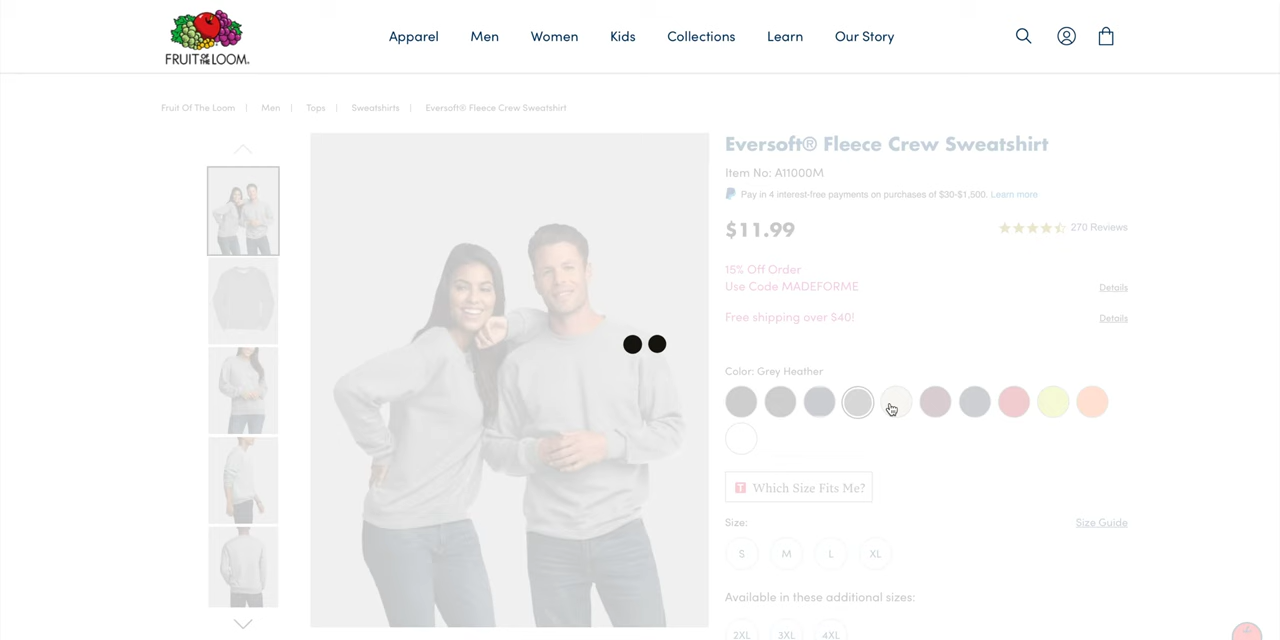 FRUIT OF THE LOOM®
Apparel Men Women Kids Collections Learn Our Story
Fruit Of The Loom | Men | Tops | Sweatshirts | Eversoft® Fleece Crew Sweatshirt
Eversoft® Fleece Crew Sweatshirt
Item No: A11000M
Pay in 4 interest-free payments on purchases of $30-$1,500. Learn more
$11.99 270 Reviews
15% Off Order
Use Code MADEFORME Details
Free shipping over $40! Details
Color: Grey Heather
T Which Size Fits Me?
Size: Size Guide
S M L XL
Available in these additional sizes:
2XL 3XL 4XL